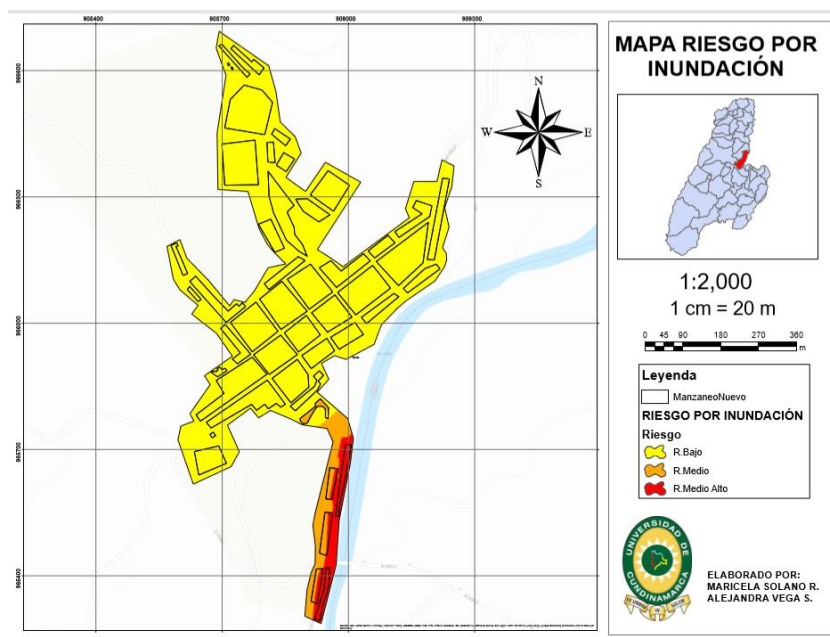 908400
908700
909000
909300
MAPA RIESGO POR
INUNDACIÓN
N
W
E
S
1:2,000
1 cm = 20 m
0 45 90 180 270 360
m
Leyenda
ManzaneoNuevo
RIESGO POR INUNDACIÓN
Riesgo
R.Bajo
R.Medio
R.Medio Alto
UNIVERSIDAD DE
CUNDINAMARCA
ELABORADO POR:
MARICELA SOLANO R.
ALEJANDRA VEGA S.